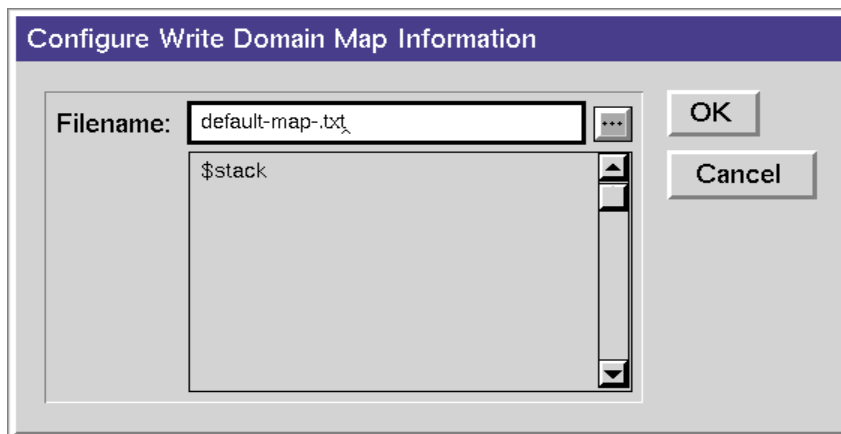 Configure Write Domain Map Information
Filename: default-map-.txt ...
OK
$stack
Cancel